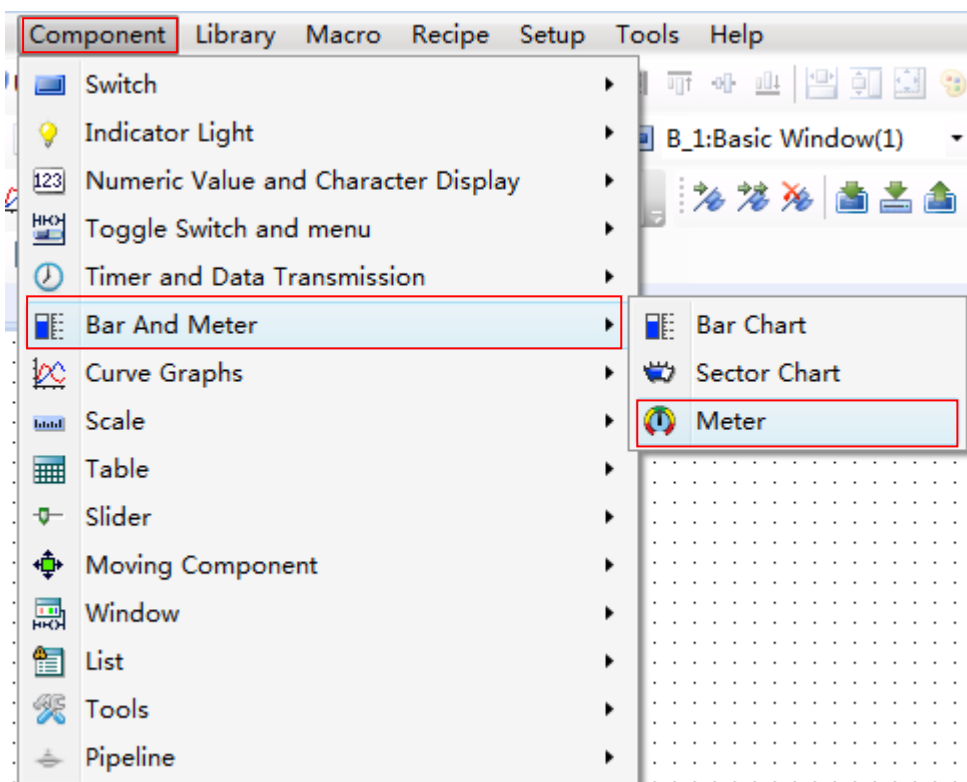 Component Library Macro Recipe Setup Tools Help
Switch
Indicator Light
B_1:Basic Window(1)
123 Numeric Value and Character Display
Toggle Switch and menu
Timer and Data Transmission
Bar And Meter
Bar Chart
Curve Graphs
Sector Chart
Scale
Meter
Table
Slider
Moving Component
Window
List
Tools
Pipeline